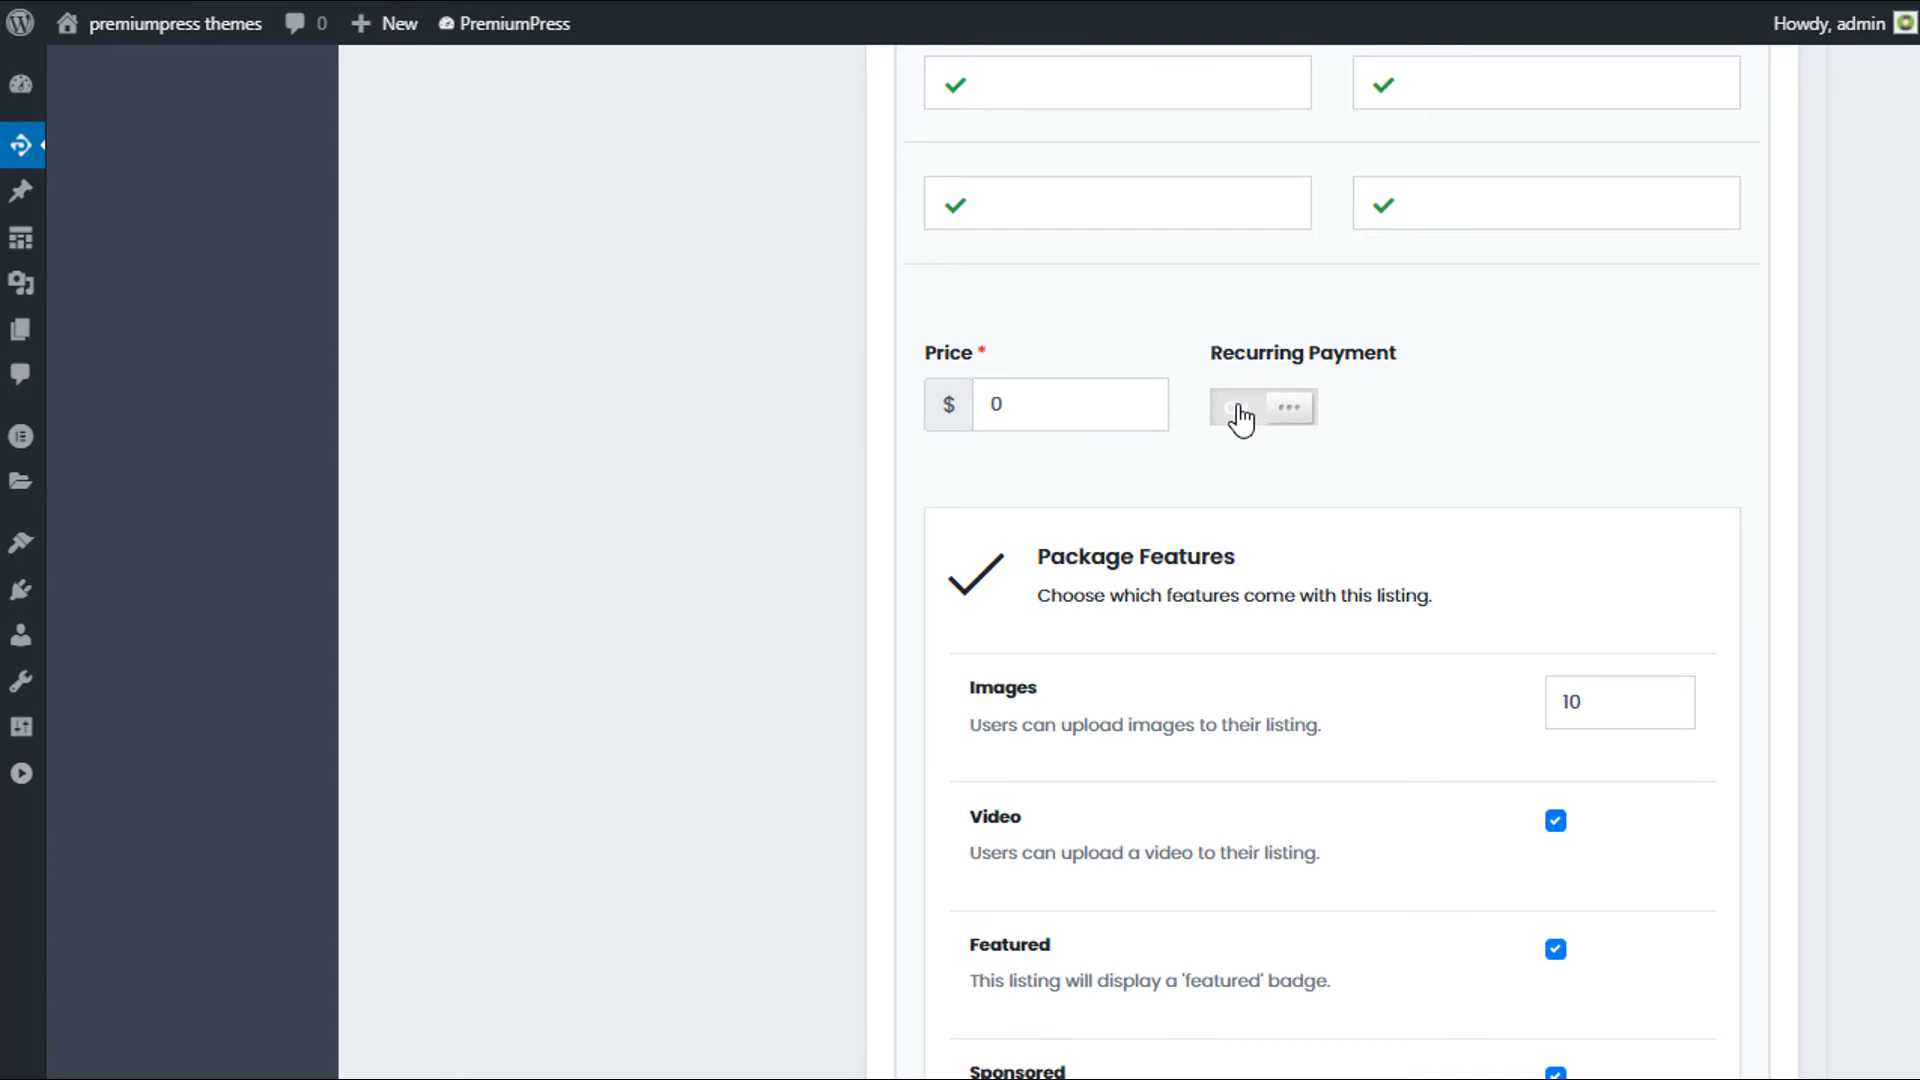 premiumpress themes 0 New PremiumPress Howdy, admin
Price * Recurring Payment
$ 0
Package Features
Choose which features come with this listing.
Images 10
Users can upload images to their listing.
Video
Users can upload a video to their listing.
Featured
This listing will display a 'featured' badge.
Sponsored